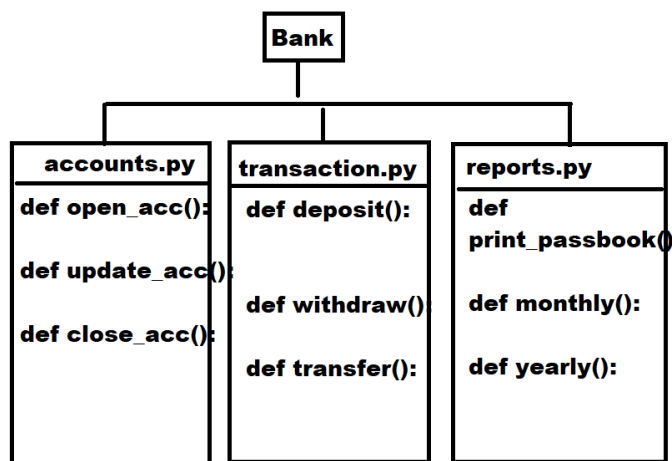 Bank
accounts.py
def open_acc():
def update_acc():
def close_acc():
transaction.py
def deposit():
def withdraw():
def transfer():
reports.py
def
print_passbook()
def monthly():
def yearly():